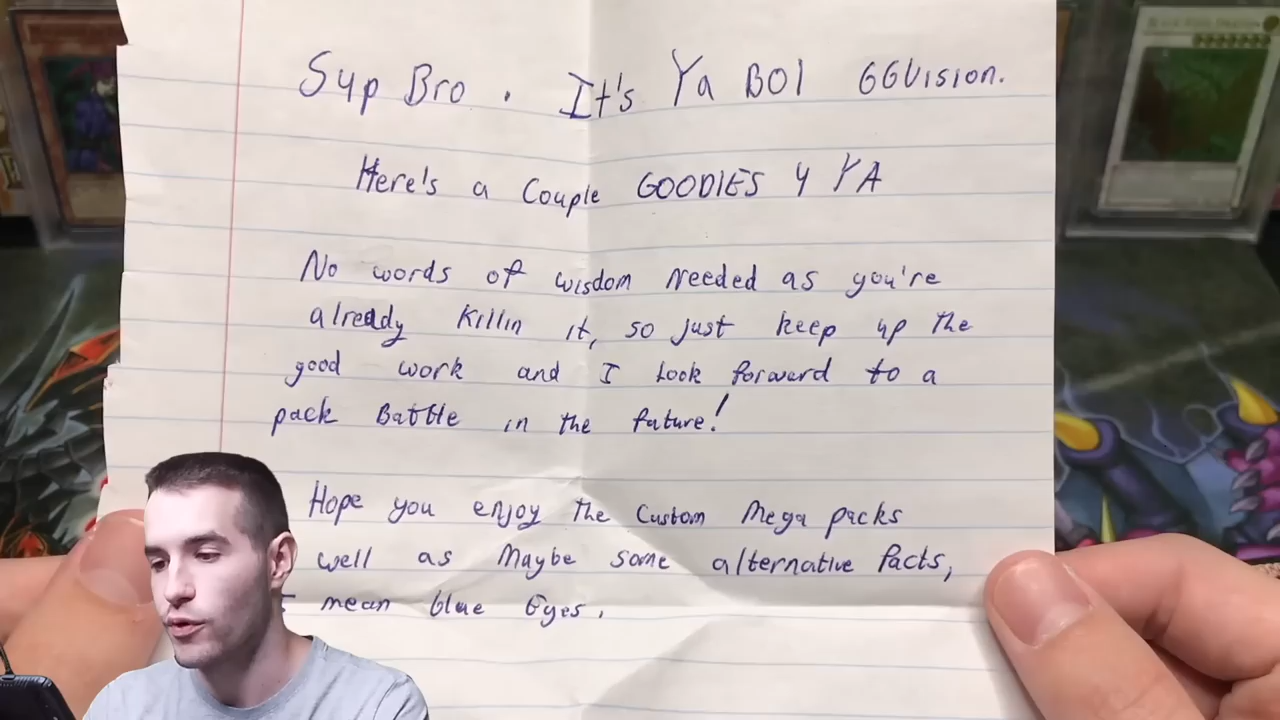 Sup Bro. It's Ya BOI GGVision.
Here's a Couple GOODIES 4 YA
No words of wisdom Needed as you're
already Killin it, so just keep up the
good work and I Look forward to a
pack Battle in the future!
Hope you enjoy the Custom Mega packs
well as Maybe some alternative facts,
mean blue Eyes.